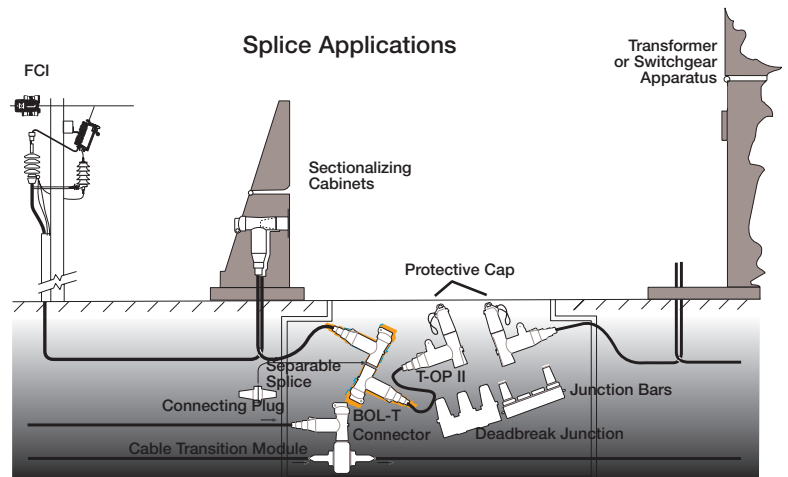 Splice Applications
Transformer
or Switchgear
Apparatus
FCI
Sectionalizing
Cabinets
Protective Cap
Separable
Splice
T-OP II
Junction Bars
Connecting Plug
BOL-T
Connector
Deadbreak Junction
Cable Transition Module